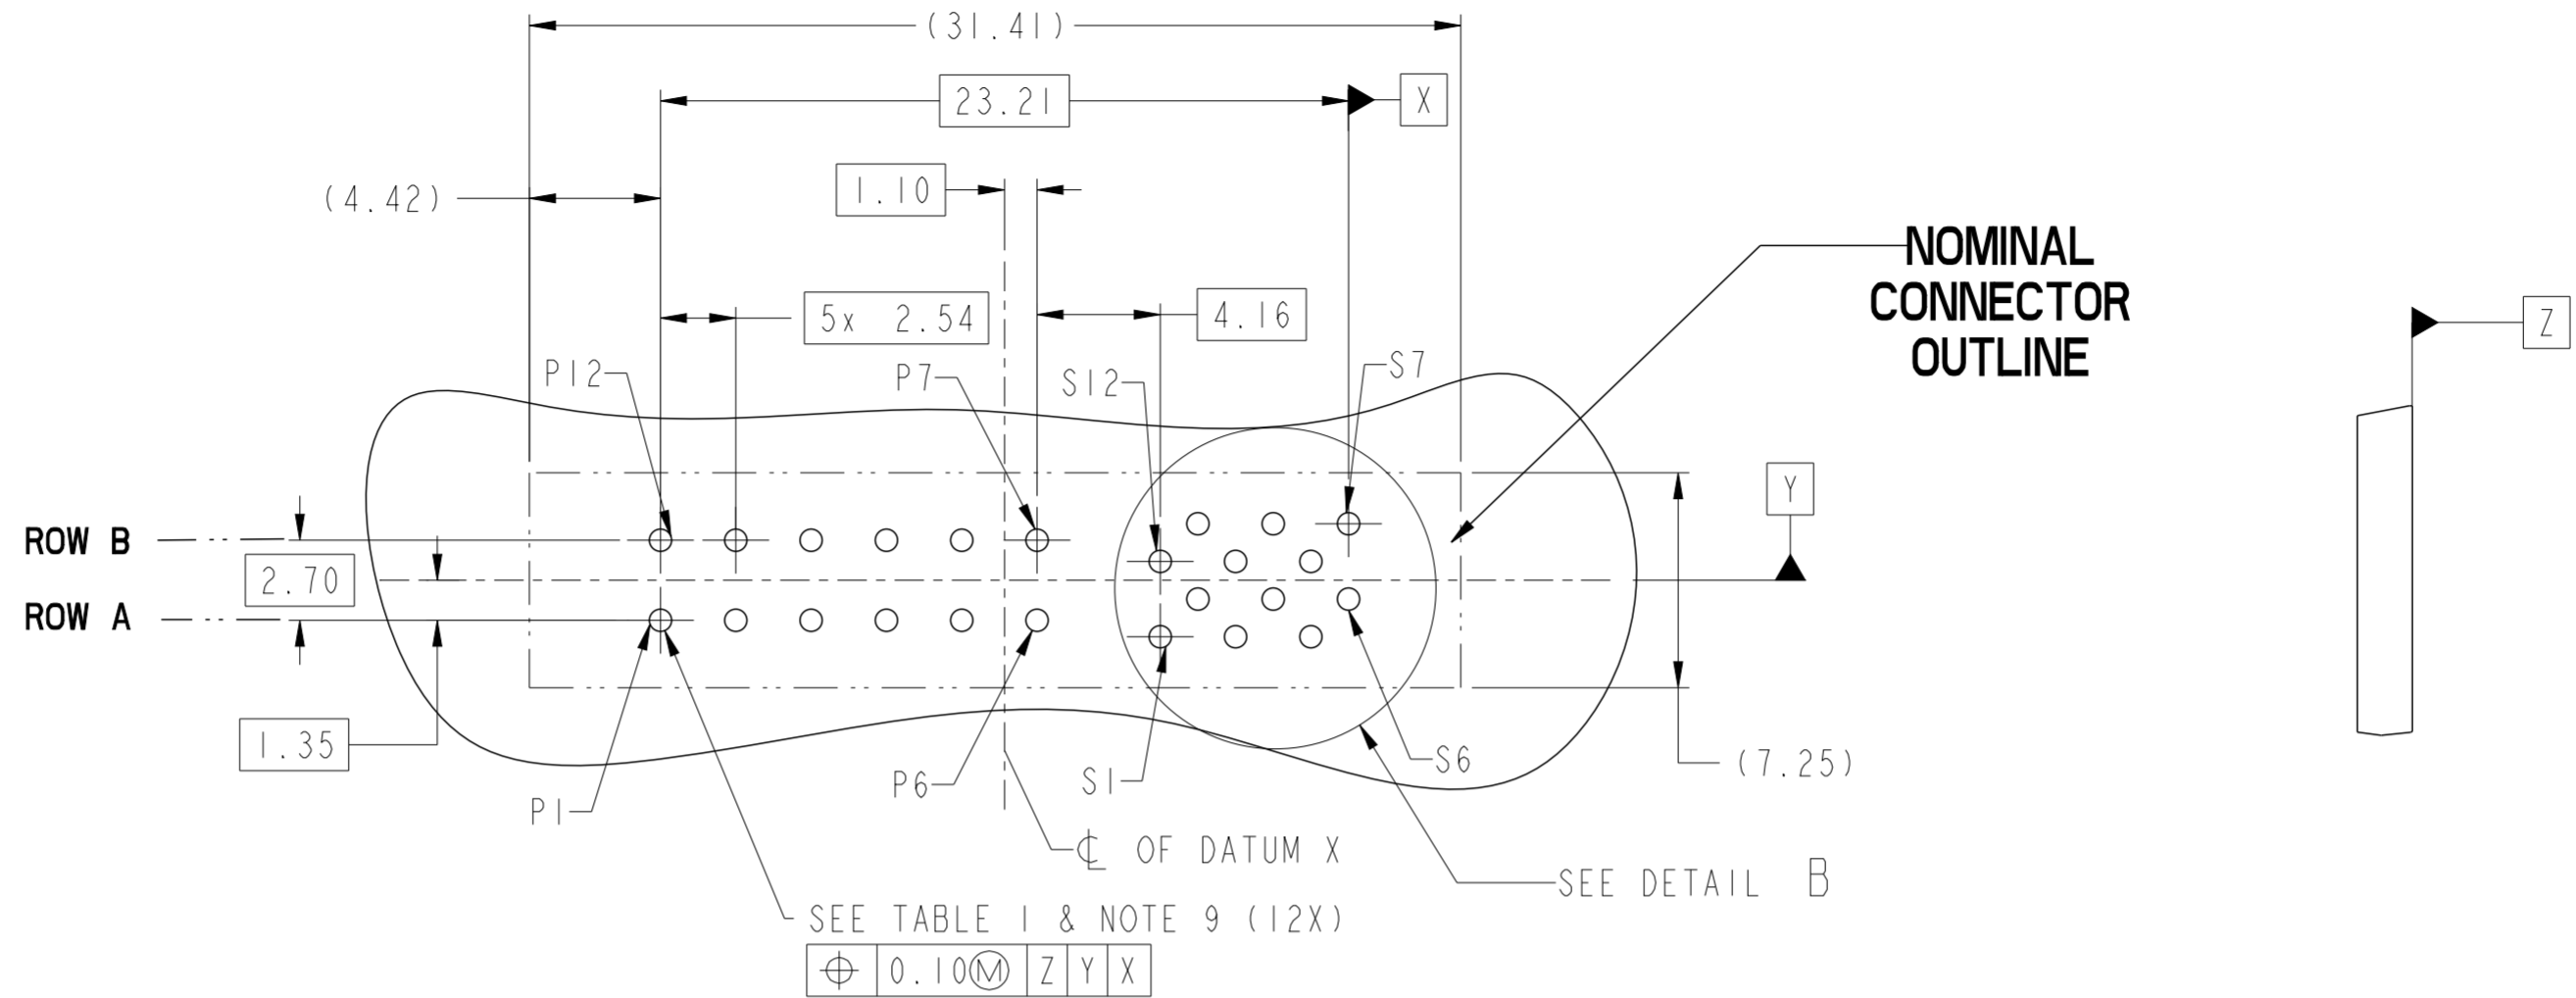 (31.41)
23.21
X
1.10
(4.42)
NOMINAL
CONNECTOR
OUTLINE
5x 2.54
4.16
Z
P12
P7
S12
S7
Y
ROW B
2.70
ROW A
1.35
P1
P6
S1
S6
(7.25)
℄ OF DATUM X
SEE DETAIL B
SEE TABLE 1 & NOTE 9 (12X)
⌖ 0.10Ⓜ Z Y X